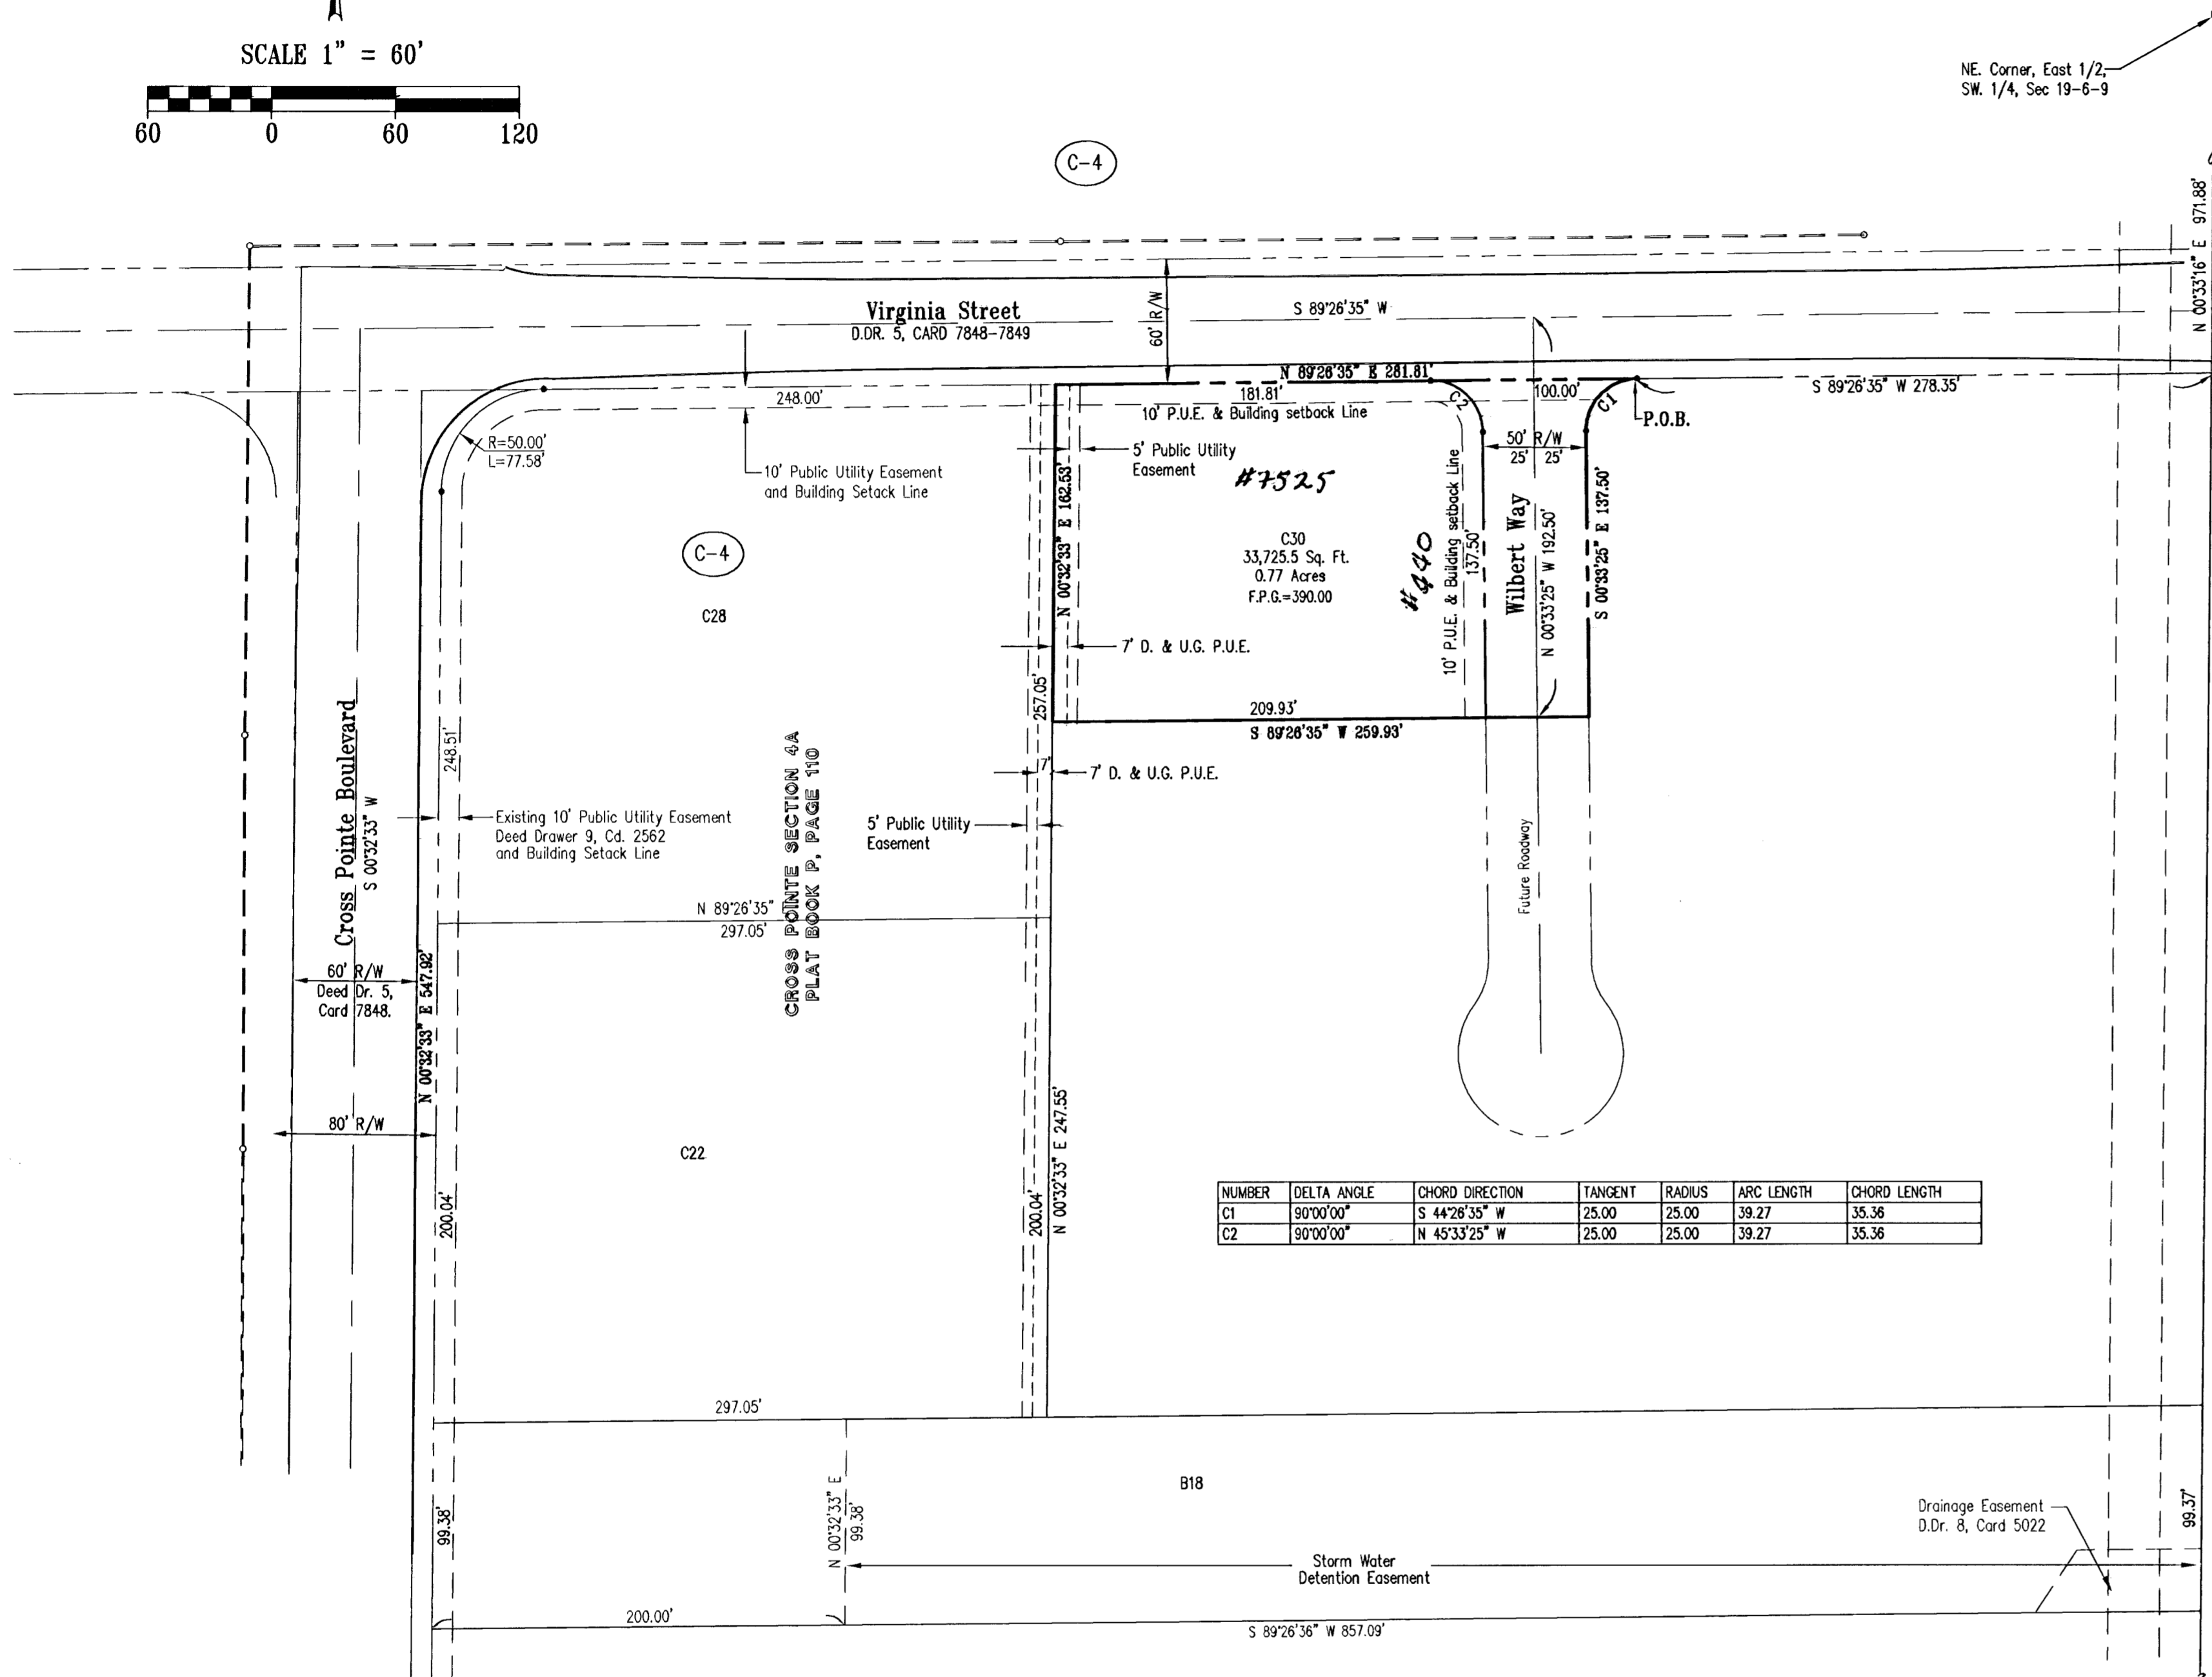 SCALE 1" = 60'
60 0 60 120
NE. Corner, East 1/2,
SW. 1/4, Sec 19-6-9
C-4
N 00°33'16" E 971.88'
Virginia Street
D.DR. 5, CARD 7848-7849
60' R/W
S 89°26'35" W
N 89°26'35" E 281.81'
S 89°26'35" W 278.35'
248.00'
181.81'
100.00'
10' P.U.E. & Building setback Line
C2
C1
P.O.B.
R=50.00'
L=77.58'
10' Public Utility Easement
and Building Setack Line
5' Public Utility
Easement
#7525
50' R/W
25' 25'
N 00°32'33" E 162.53'
C30
33,725.5 Sq. Ft.
0.77 Acres
F.P.G.=390.00
#440
10' P.U.E. & Building setback Line
137.50'
Wilbert Way
N 00°33'25" W 192.50'
S 00°33'25" E 137.50'
C-4
C28
7' D. & U.G. P.U.E.
257.05'
209.93'
S 89°26'35" W 259.93'
7'
7' D. & U.G. P.U.E.
Cross Pointe Boulevard
S 00°32'33" W
248.51'
Existing 10' Public Utility Easement
Deed Drawer 9, Cd. 2562
and Building Setack Line
CROSS POINTE SECTION 4A
PLAT BOOK P, PAGE 110
5' Public Utility
Easement
Future Roadway
N 89°26'35"
297.05'
60' R/W
Deed Dr. 5,
Card 7848.
N 00°32'33" E 547.92'
80' R/W
C22
200.04'
200.04'
N 00°32'33" E 247.55'
NUMBER DELTA ANGLE CHORD DIRECTION TANGENT RADIUS ARC LENGTH CHORD LENGTH
C1 90°00'00" S 44°26'35" W 25.00 25.00 39.27 35.36
C2 90°00'00" N 45°33'25" W 25.00 25.00 39.27 35.36
297.05'
B18
99.38'
N 00°32'33" E
99.38'
Drainage Easement
D.Dr. 8, Card 5022
99.37'
Storm Water
Detention Easement
200.00'
S 89°26'36" W 857.09'